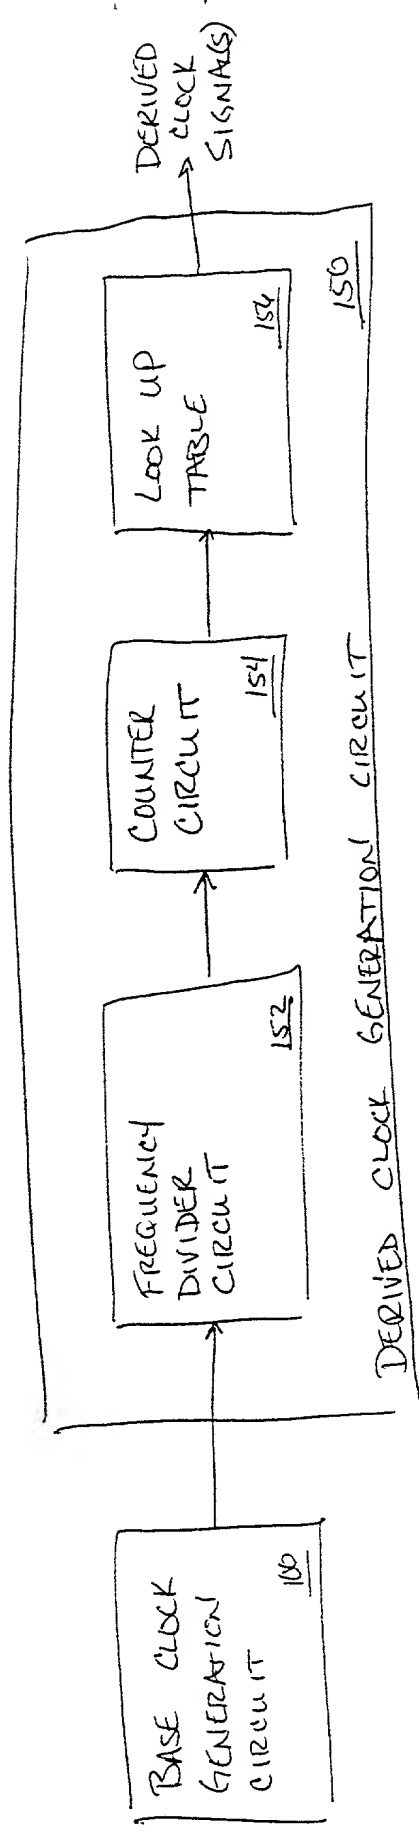 BASE CLOCK
GENERATION
CIRCUIT
100
FREQUENCY
DIVIDER
CIRCUIT
152
COUNTER
CIRCUIT
154
LOOK UP
TABLE
156
DERIVED
CLOCK
SIGNAL(S)
150
DERIVED CLOCK GENERATION CIRCUIT